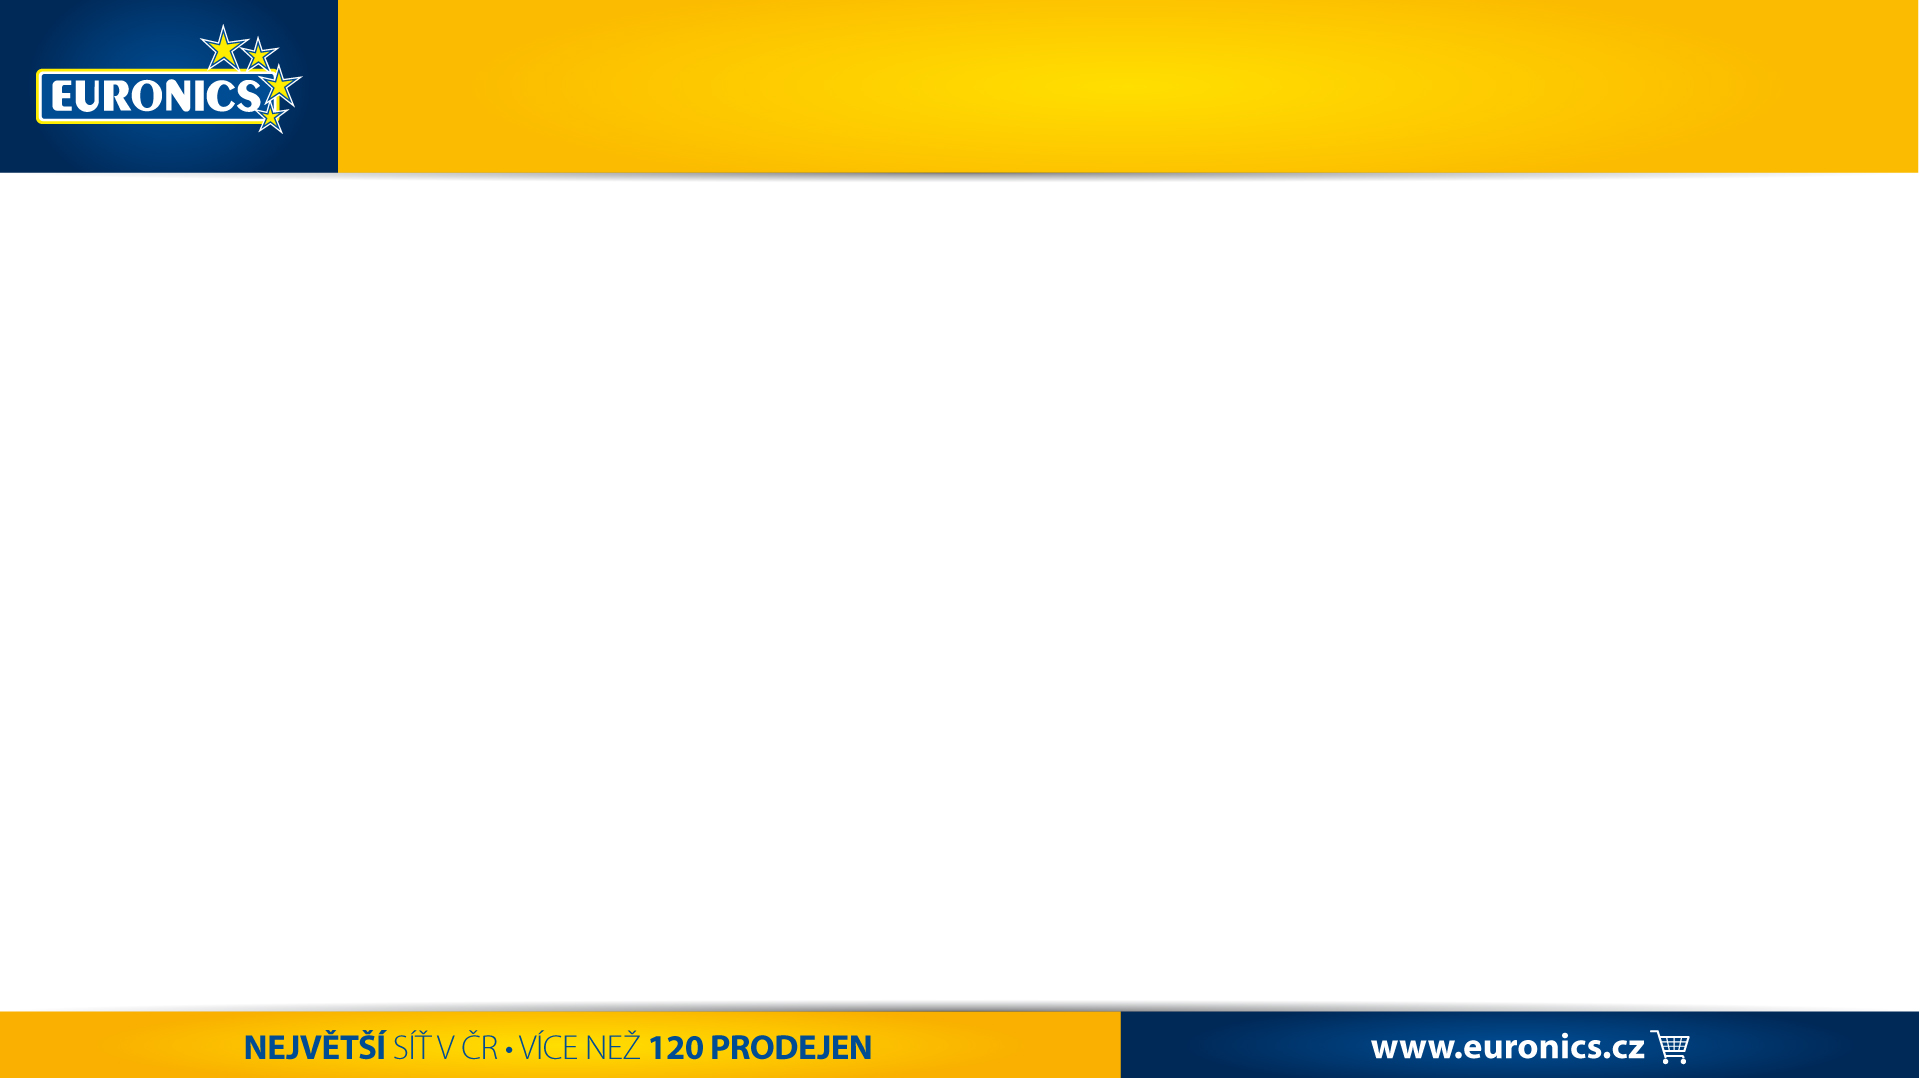 EURONICS
NEJVĚTŠÍ SÍŤ V ČR • VÍCE NEŽ 120 PRODEJEN
www.euronics.cz